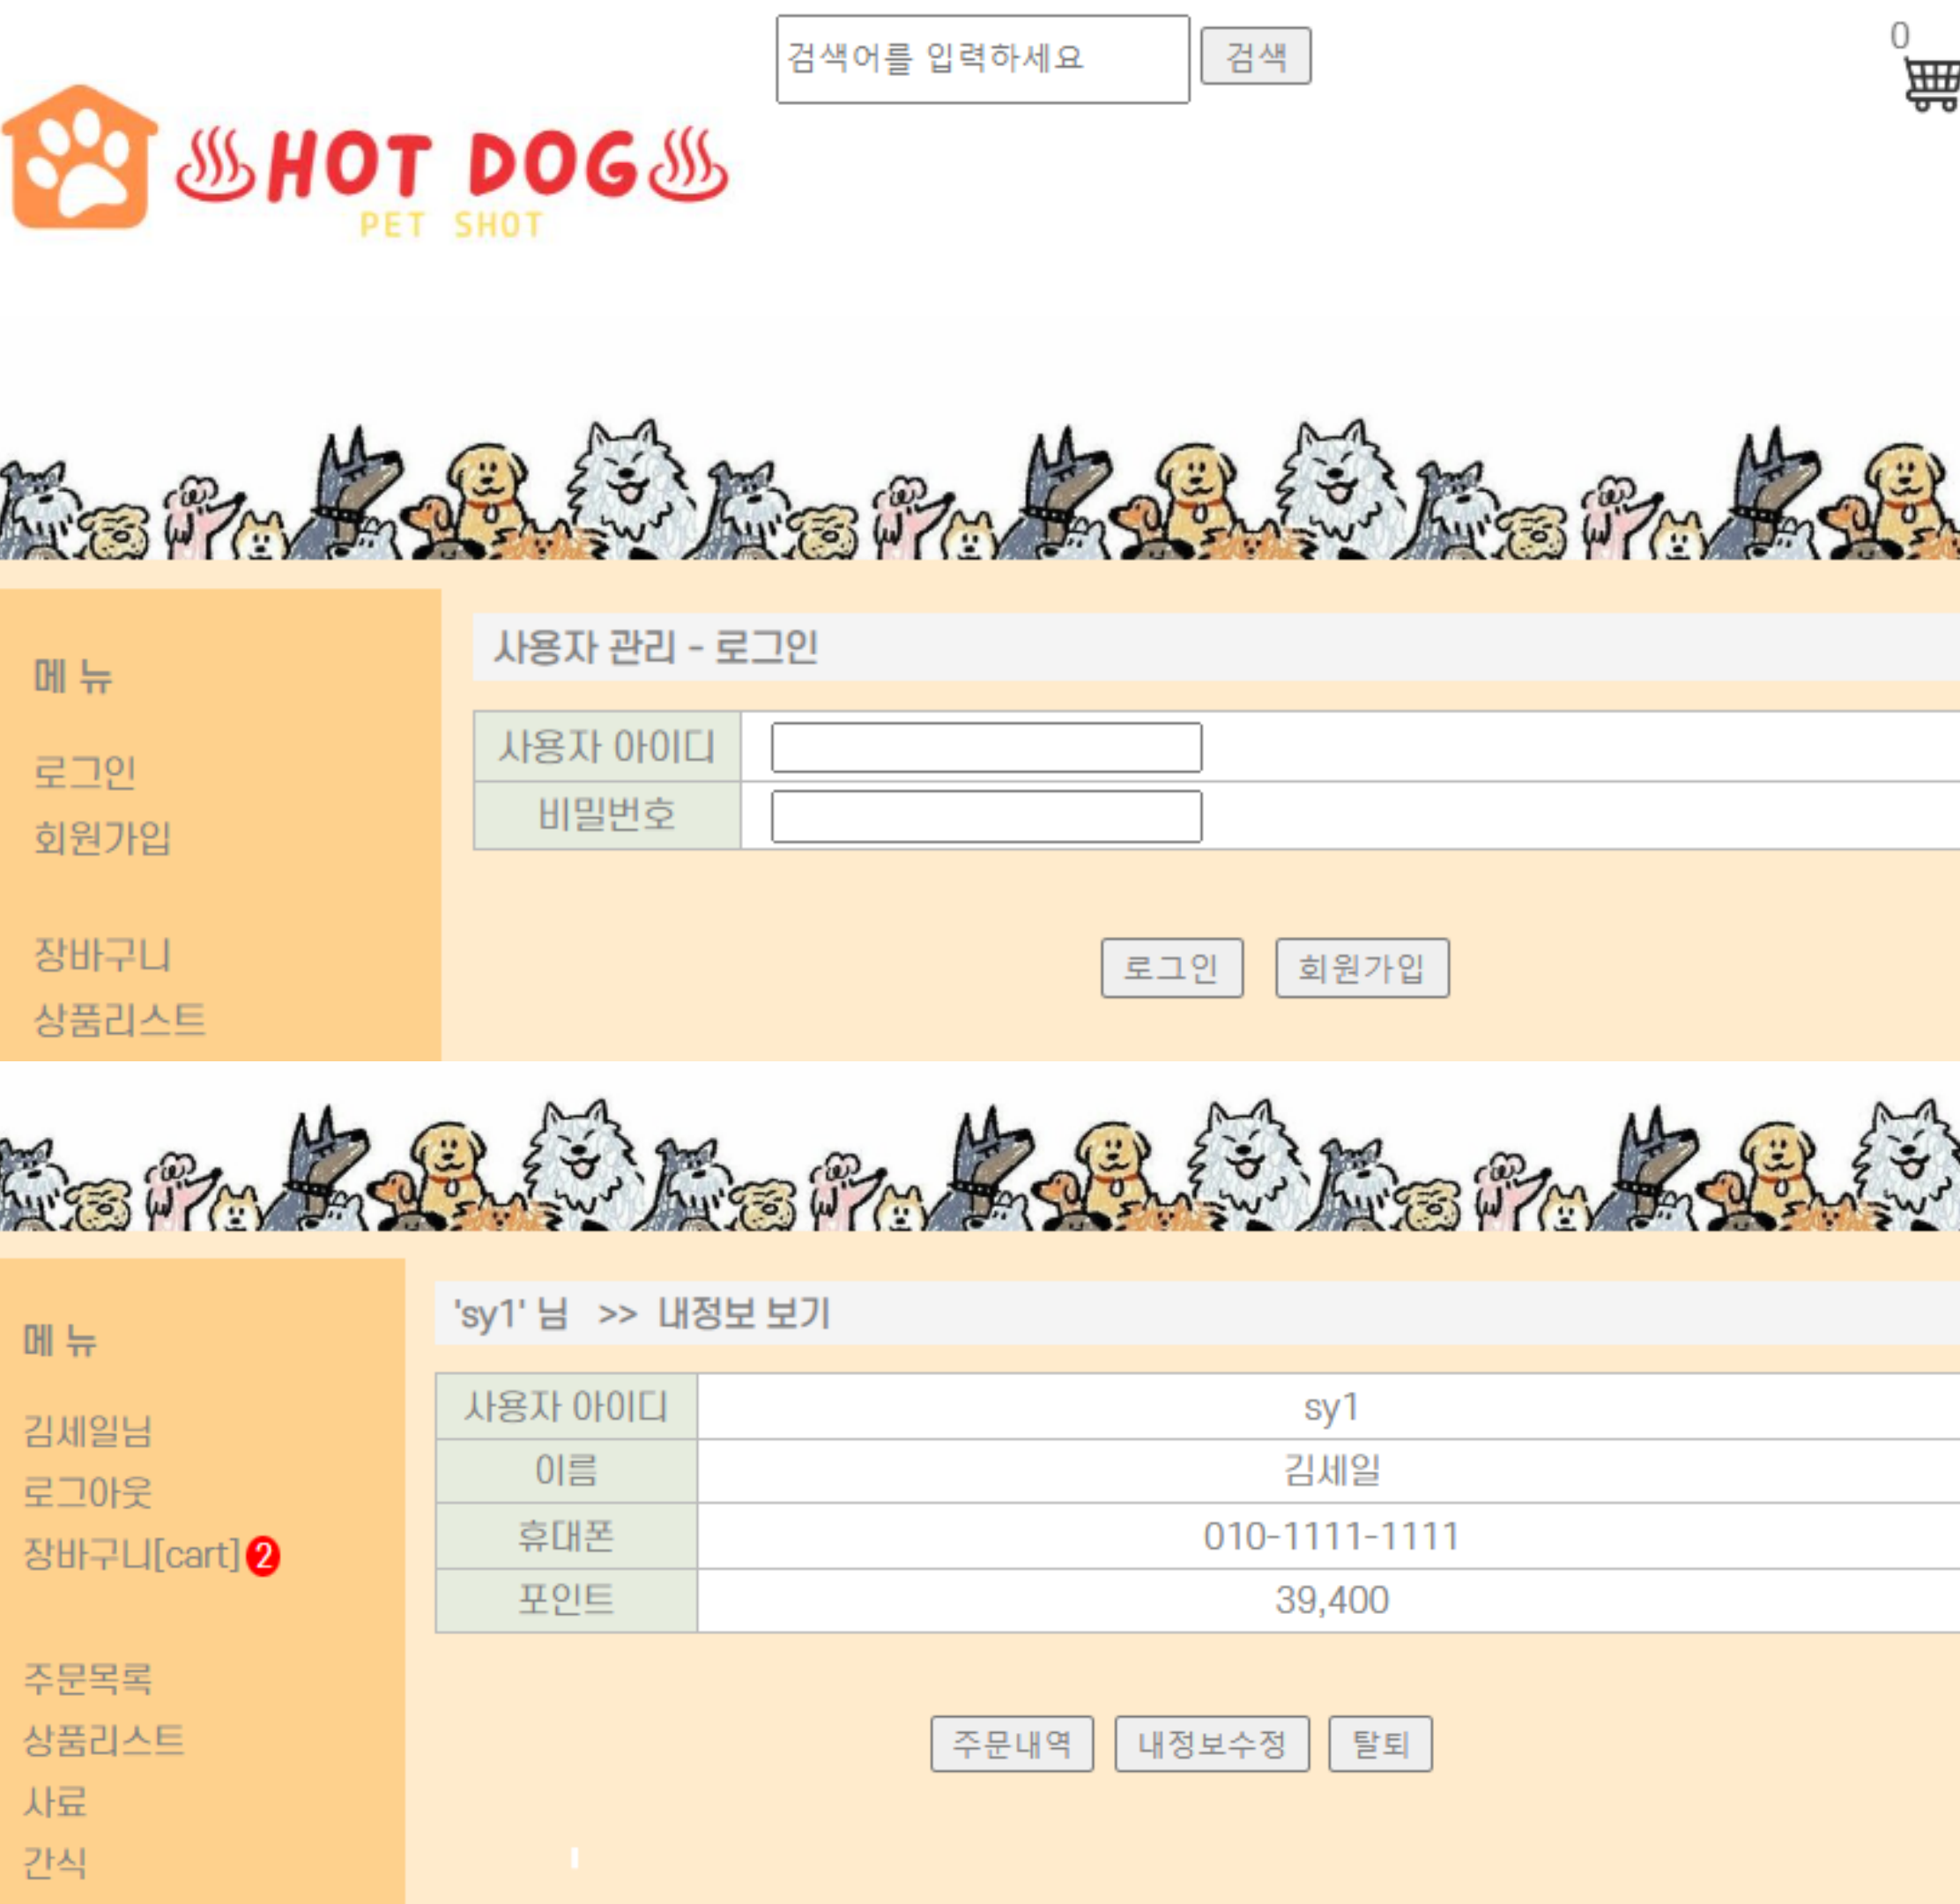 검색어를 입력하세요 검색
0
HOT DOG
PET SHOT
메 뉴
로그인
회원가입
장바구니
상품리스트
사용자 관리 - 로그인
사용자 아이디
비밀번호
로그인 회원가입
메 뉴
김세일님
로그아웃
장바구니[cart] 2
주문목록
상품리스트
사료
간식
'sy1' 님 >> 내정보 보기
사용자 아이디 sy1
이름 김세일
휴대폰 010-1111-1111
포인트 39,400
주문내역 내정보수정 탈퇴